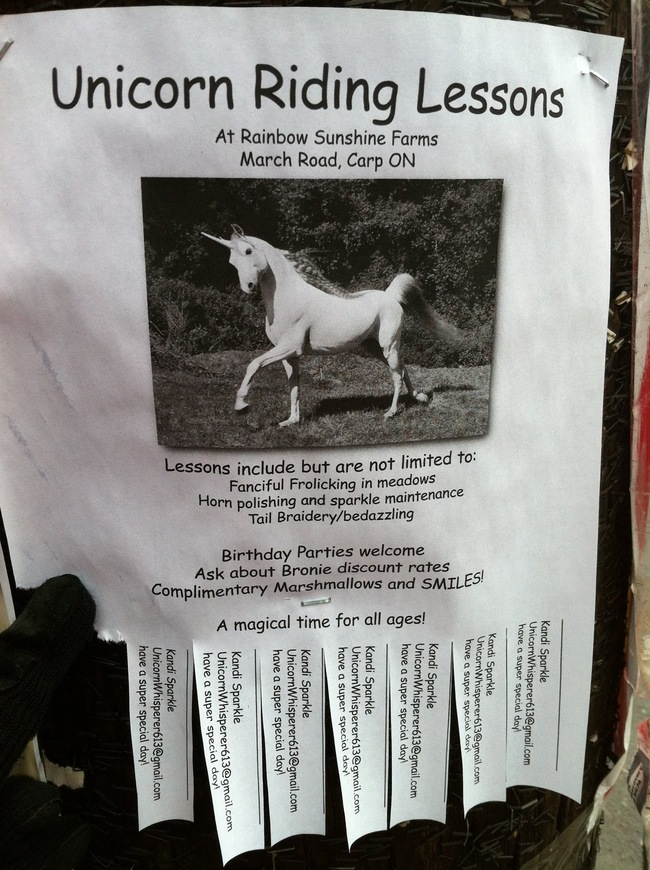 Unicorn Riding Lessons
At Rainbow Sunshine Farms
March Road, Carp ON
Lessons include but are not limited to:
Fanciful Frolicking in meadows
Horn polishing and sparkle maintenance
Tail Braidery/bedazzling
Birthday Parties welcome
Ask about Bronie discount rates
Complimentary Marshmallows and SMILES!
A magical time for all ages!
Kandi Sparkle
UnicornWhisperer613@gmail.com
have a super special day!
Kandi Sparkle
UnicornWhisperer613@gmail.com
have a super special day!
Kandi Sparkle
UnicornWhisperer613@gmail.com
have a super special day!
Kandi Sparkle
UnicornWhisperer613@gmail.com
have a super special day!
Kandi Sparkle
UnicornWhisperer613@gmail.com
have a super special day!
Kandi Sparkle
UnicornWhisperer613@gmail.com
have a super special day!
Kandi Sparkle
UnicornWhisperer613@gmail.com
have a super special day!